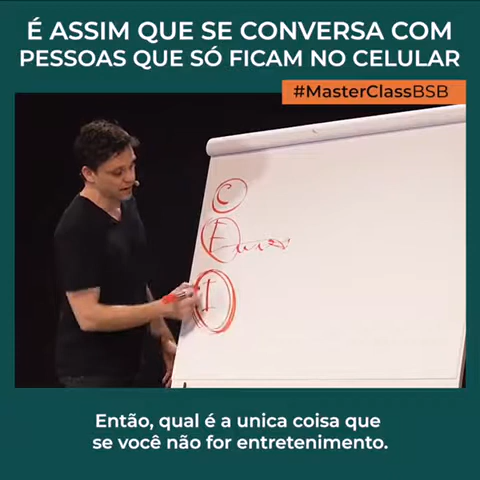 É ASSIM QUE SE CONVERSA COM
PESSOAS QUE SÓ FICAM NO CELULAR
#MasterClassBSB
C
E
I
Então, qual é a unica coisa que
se você não for entretenimento.